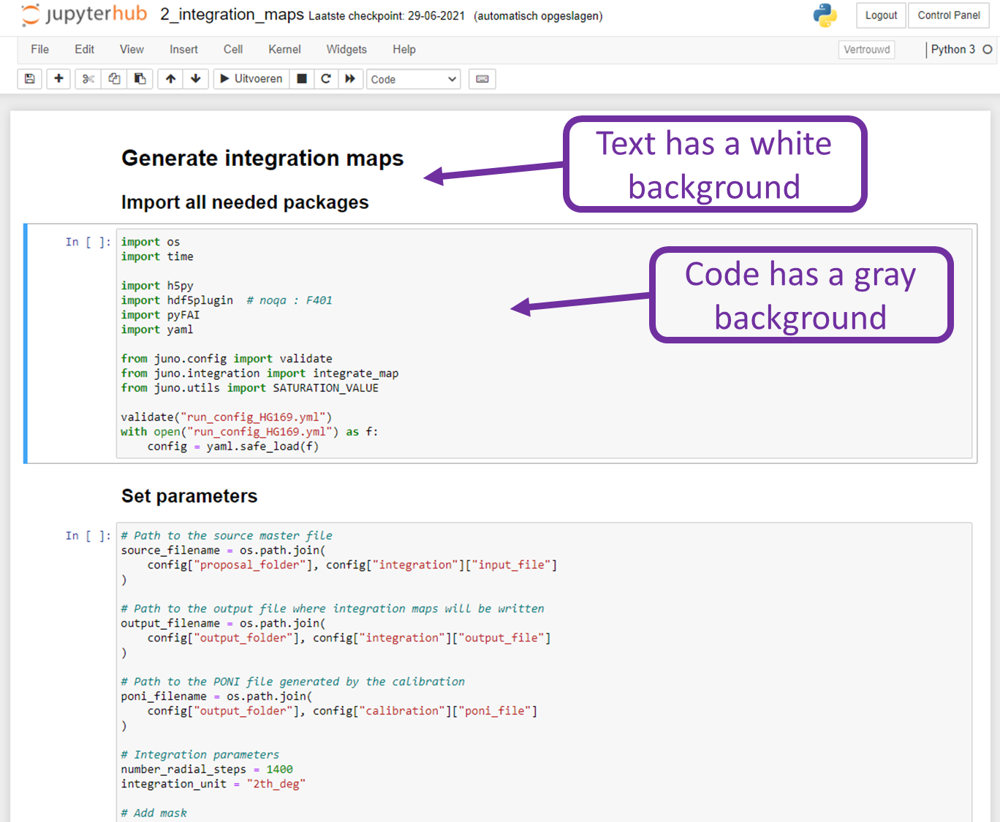 jupyterhub 2_integration_maps Laatste checkpoint: 29-06-2021 (automatisch opgeslagen)
Logout Control Panel
File Edit View Insert Cell Kernel Widgets Help
Vertrouwd Python 3
Uitvoeren Code
Generate integration maps
Text has a white
background
Import all needed packages
In [ ]:
import os
import time
import h5py
import hdf5plugin  # noqa : F401
import pyFAI
import yaml
from juno.config import validate
from juno.integration import integrate_map
from juno.utils import SATURATION_VALUE
validate("run_config_HG169.yml")
with open("run_config_HG169.yml") as f:
    config = yaml.safe_load(f)
Code has a gray
background
Set parameters
In [ ]:
# Path to the source master file
source_filename = os.path.join(
    config["proposal_folder"], config["integration"]["input_file"]
)
# Path to the output file where integration maps will be written
output_filename = os.path.join(
    config["output_folder"], config["integration"]["output_file"]
)
# Path to the PONI file generated by the calibration
poni_filename = os.path.join(
    config["output_folder"], config["calibration"]["poni_file"]
)
# Integration parameters
number_radial_steps = 1400
integration_unit = "2th_deg"
# Add mask